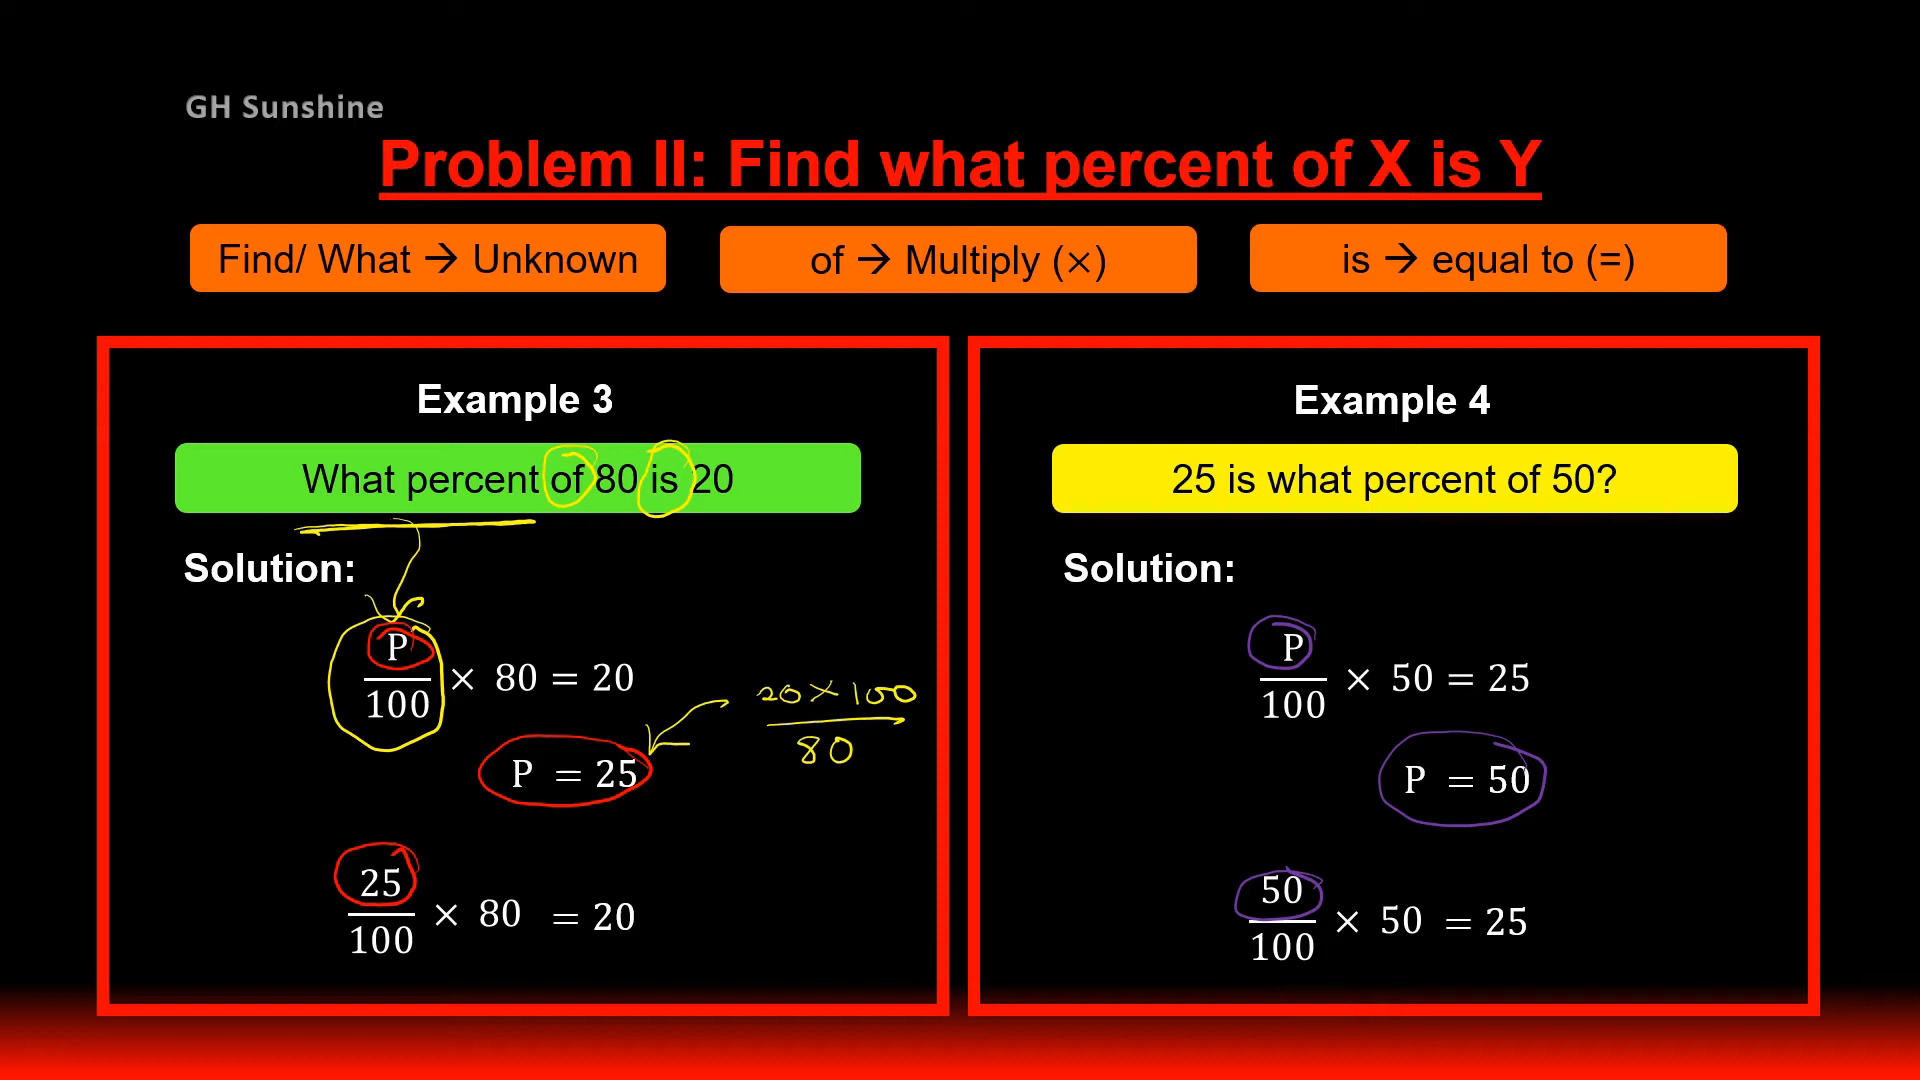 GH Sunshine
Problem II: Find what percent of X is Y
Find/ What → Unknown
of → Multiply (×)
is → equal to (=)
Example 3
What percent of 80 is 20
Solution:
P/100 × 80 = 20
20 × 100 / 80
P = 25
25/100 × 80 = 20
Example 4
25 is what percent of 50?
Solution:
P/100 × 50 = 25
P = 50
50/100 × 50 = 25